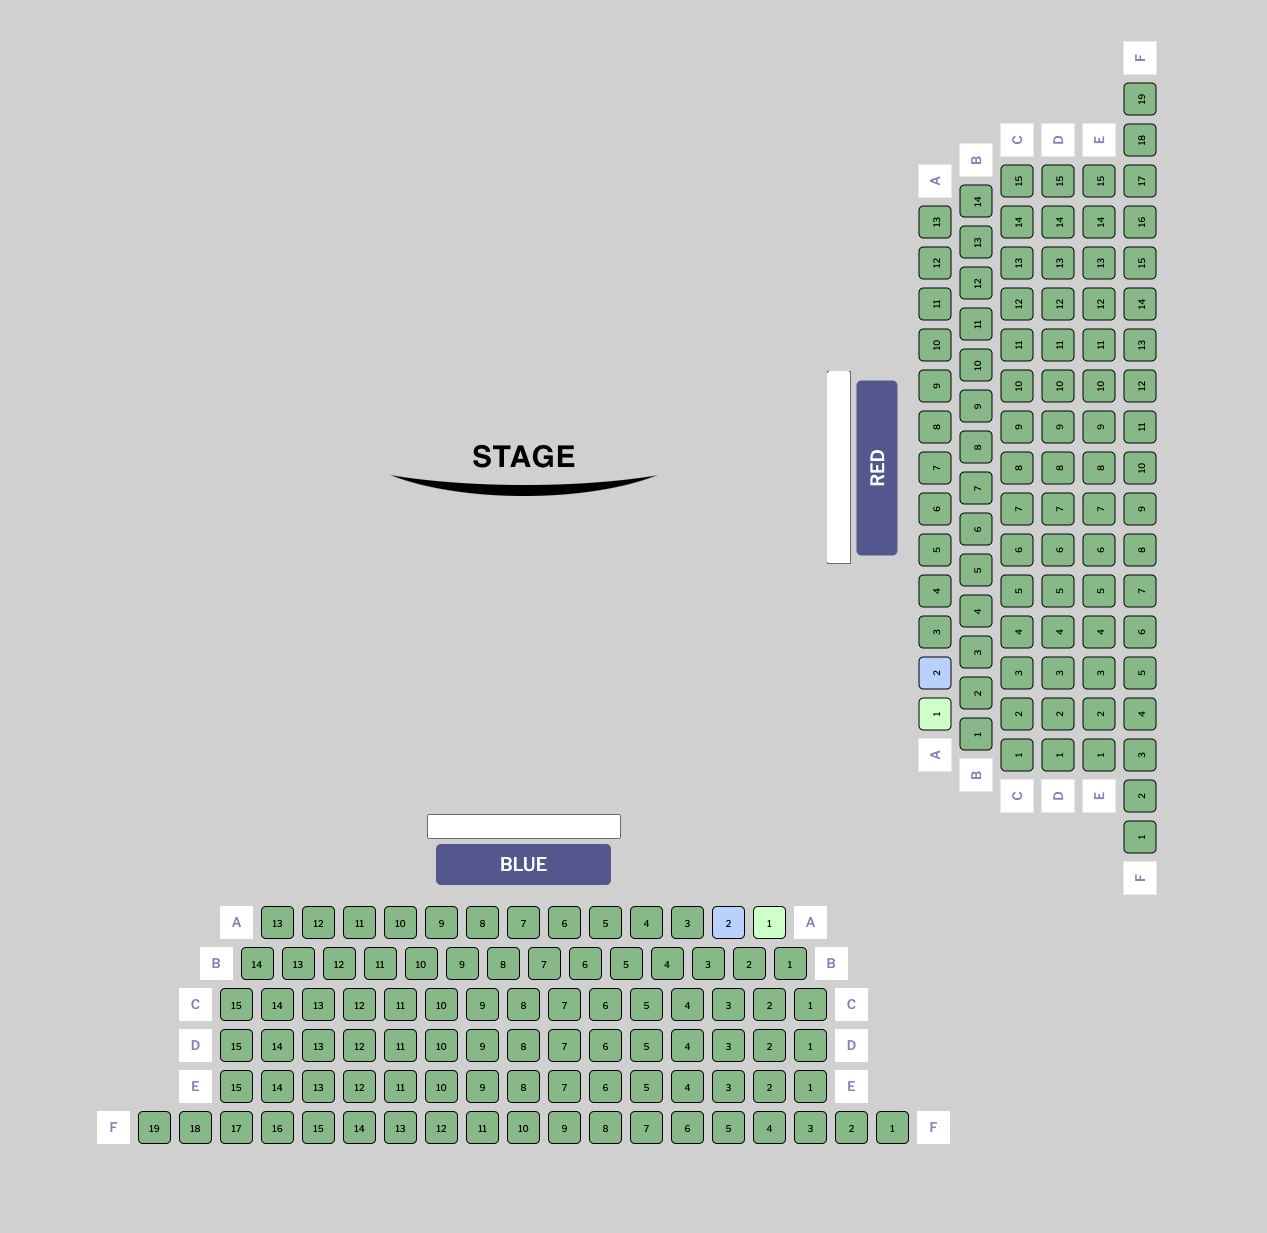 F
19
C D E 18
B
A 15 15 15 17
14
13 14 14 14 16
13
12 13 13 13 15
12
11 12 12 12 14
11
10 11 11 11 13
10
9 10 10 10 12
9
8 9 9 9 11
STAGE
8
RED
7 8 8 8 10
7
6 7 7 7 9
6
5 6 6 6 8
5
4 5 5 5 7
4
3 4 4 4 6
3
2 3 3 3 5
2
1 2 2 2 4
1
A 1 1 1 3
B
C D E 2
1
BLUE
F
A 13 12 11 10 9 8 7 6 5 4 3 2 1 A
B 14 13 12 11 10 9 8 7 6 5 4 3 2 1 B
C 15 14 13 12 11 10 9 8 7 6 5 4 3 2 1 C
D 15 14 13 12 11 10 9 8 7 6 5 4 3 2 1 D
E 15 14 13 12 11 10 9 8 7 6 5 4 3 2 1 E
F 19 18 17 16 15 14 13 12 11 10 9 8 7 6 5 4 3 2 1 F